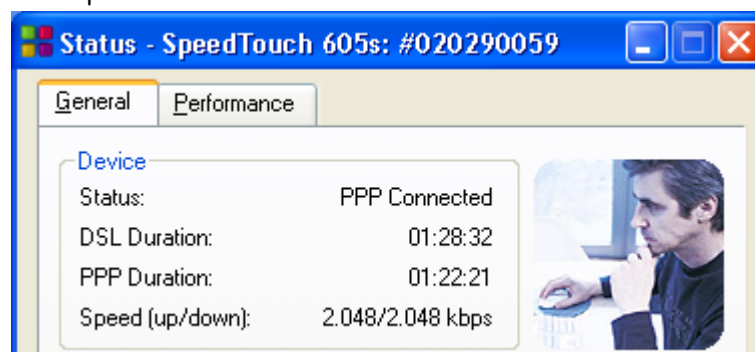 Status - SpeedTouch 605s: #020290059
General Performance
Device
Status: PPP Connected
DSL Duration: 01:28:32
PPP Duration: 01:22:21
Speed (up/down): 2.048/2.048 kbps